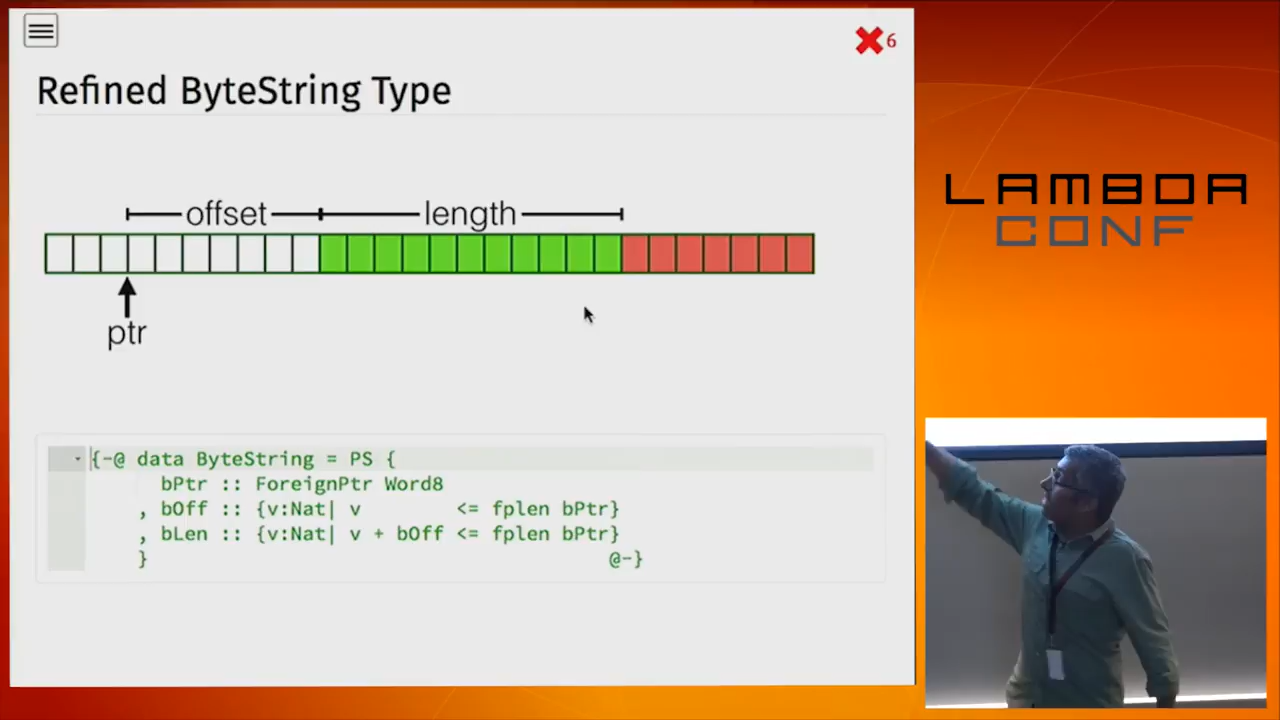 6
Refined ByteString Type
offset
length
ptr
{-@ data ByteString = PS {
bPtr :: ForeignPtr Word8
, bOff :: {v:Nat| v <= fplen bPtr}
, bLen :: {v:Nat| v + bOff <= fplen bPtr}
} @-}
LAMBDA
CONF